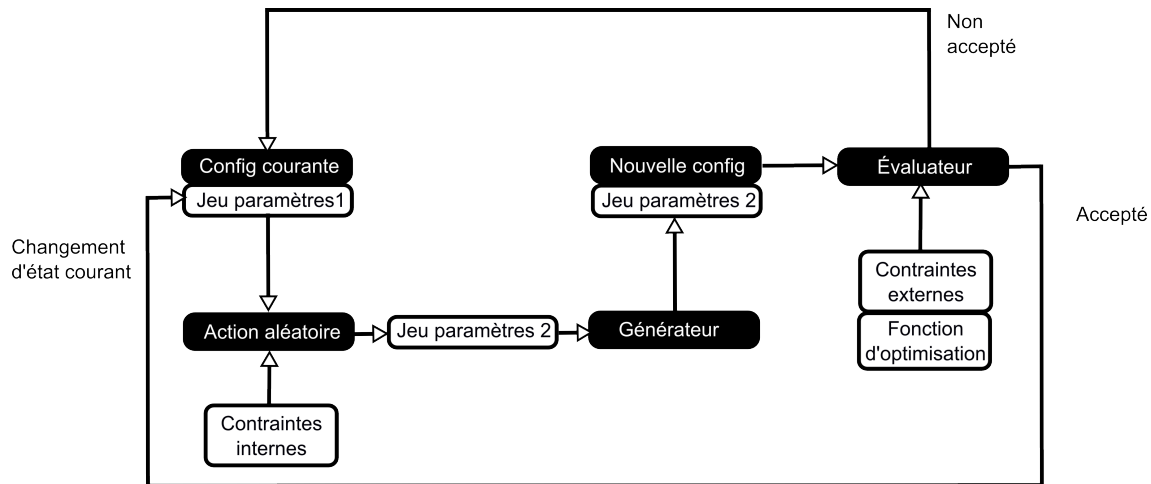 Non
accepté
Config courante
Jeu paramètres1
Nouvelle config
Jeu paramètres 2
Évaluateur
Accepté
Changement
d'état courant
Contraintes
externes
Fonction
d'optimisation
Action aléatoire
Jeu paramètres 2
Générateur
Contraintes
internes